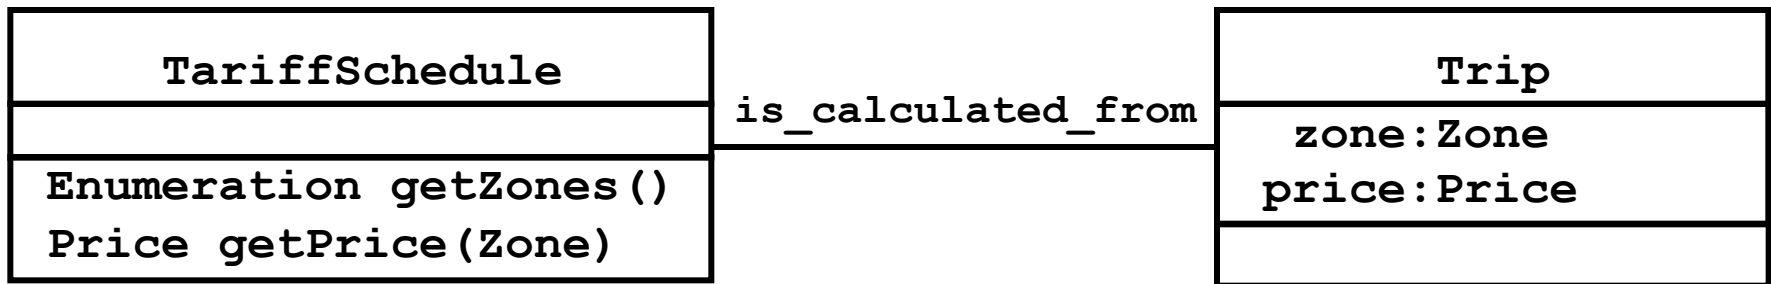 TariffSchedule
Enumeration getZones()
Price getPrice(Zone)
is_calculated_from
Trip
zone:Zone
price:Price